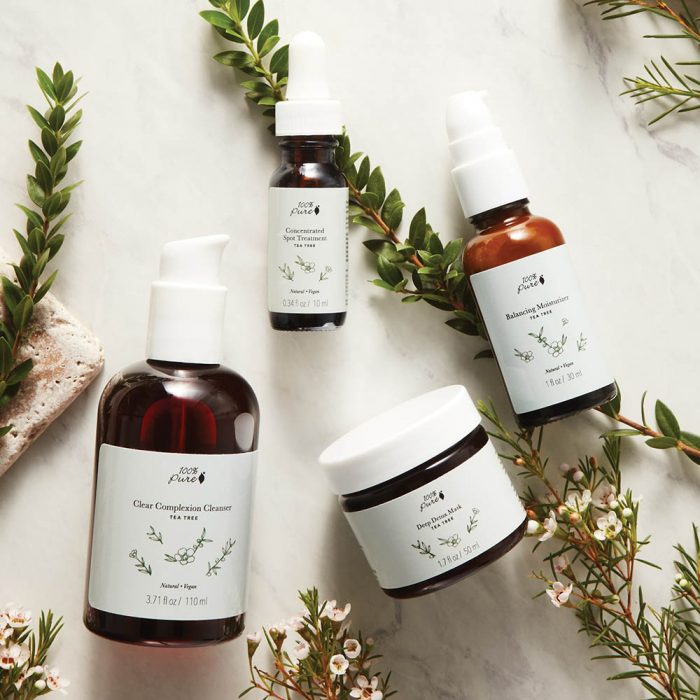 100%
Pure
Concentrated
Spot Treatment
TEA TREE
Natural • Vegan
0.34 fl oz / 10 ml
100%
Pure
Balancing Moisturizer
TEA TREE
Natural • Vegan
1 fl oz / 30 ml
100%
Pure
Clear Complexion Cleanser
TEA TREE
Natural • Vegan
3.71 fl oz / 110 ml
100%
Pure
Deep Detox Mask
TEA TREE
1.7 fl oz / 50 ml